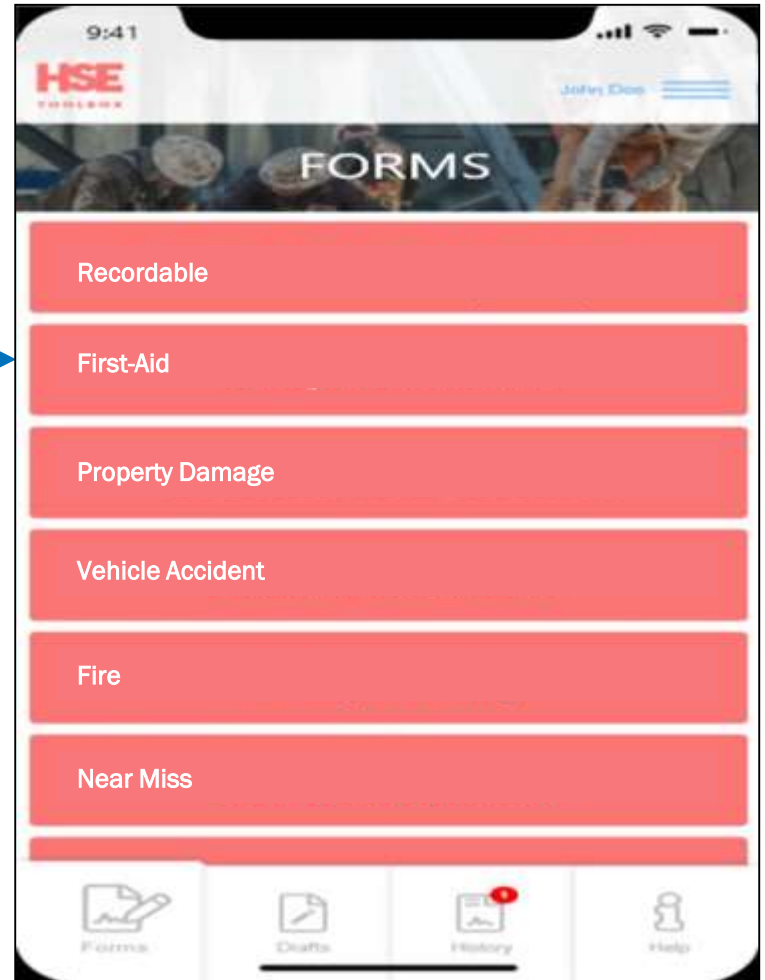 9:41
HSE
TOOLBOX
John Doe
FORMS
Recordable
First-Aid
Property Damage
Vehicle Accident
Fire
Near Miss
Forms
Drafts
History
Help